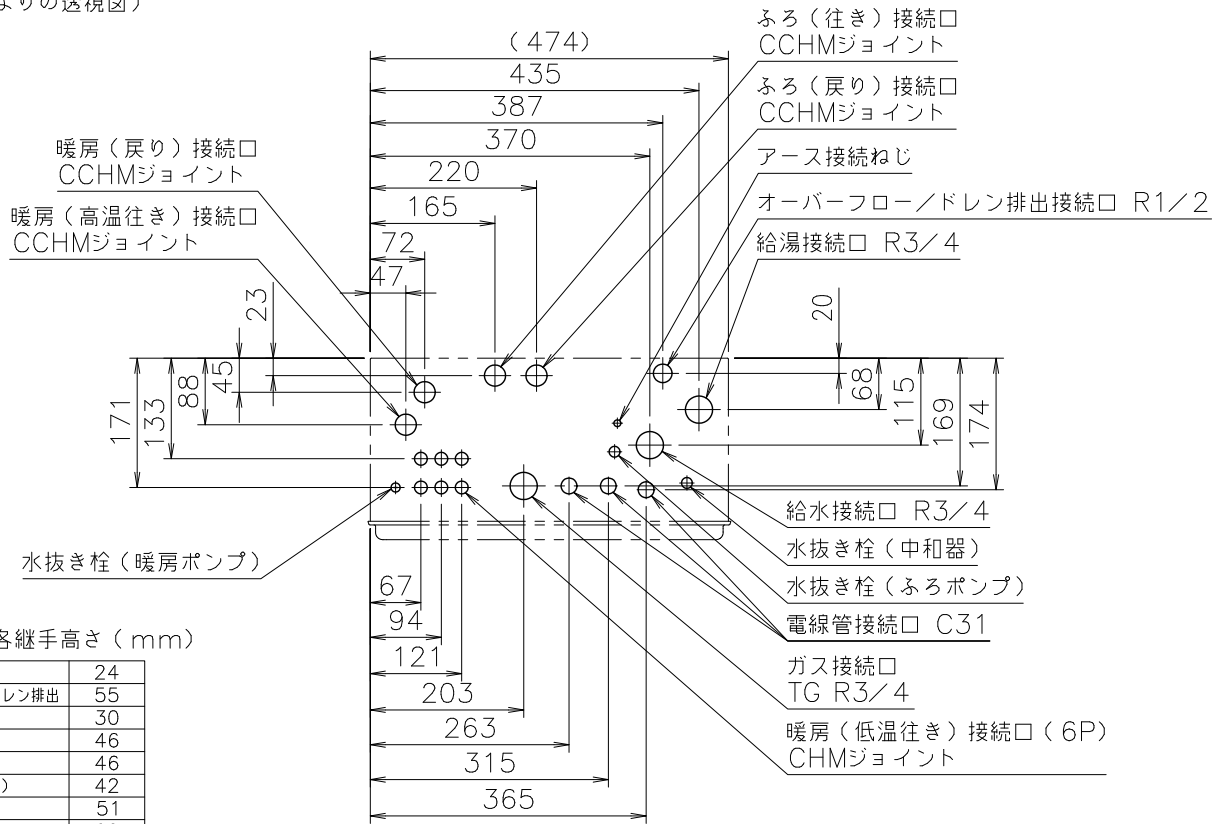 よりの透視図）
ふろ（往き）接続口
CCHMジョイント
(474)
435
387
370
220
165
72
47
ふろ（戻り）接続口
CCHMジョイント
アース接続ねじ
オーバーフロー／ドレン排出接続口 R1/2
給湯接続口 R3/4
暖房（戻り）接続口
CCHMジョイント
暖房（高温往き）接続口
CCHMジョイント
23
45
88
133
171
20
68
115
169
174
給水接続口 R3/4
水抜き栓（中和器）
水抜き栓（ふろポンプ）
電線管接続口 C31
ガス接続口
TG R3/4
暖房（低温往き）接続口（6P）
CHMジョイント
水抜き栓（暖房ポンプ）
67
94
121
203
263
315
365
各継手高さ（mm）
24
レン排出 55
30
46
46
） 42
51